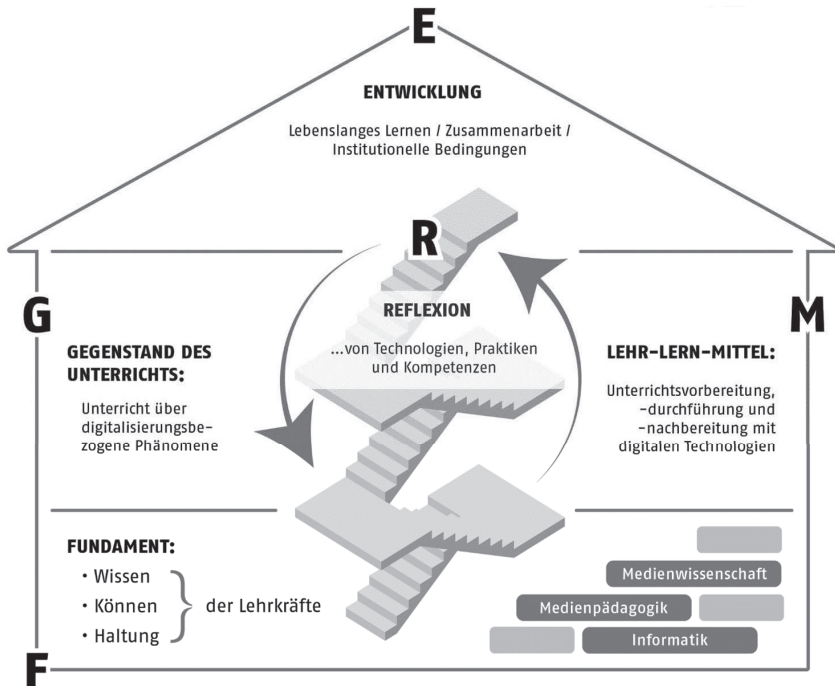 E
ENTWICKLUNG
Lebenslanges Lernen / Zusammenarbeit /
Institutionelle Bedingungen
R
REFLEXION
...von Technologien, Praktiken
und Kompetenzen
G
GEGENSTAND DES
UNTERRICHTS:
Unterricht über
digitalisierungsbe-
zogene Phänomene
M
LEHR-LERN-MITTEL:
Unterrichtsvorbereitung,
-durchführung und
-nachbereitung mit
digitalen Technologien
FUNDAMENT:
• Wissen
• Können
• Haltung
der Lehrkräfte
Medienwissenschaft
Medienpädagogik
Informatik
F